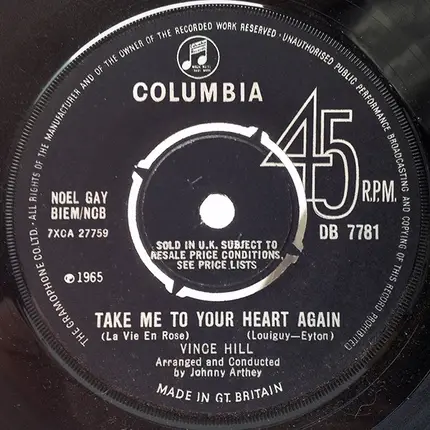 ALL RIGHTS OF THE MANUFACTURER AND OF THE OWNER OF THE RECORDED WORK RESERVED · UNAUTHORISED PUBLIC PERFORMANCE BROADCASTING AND COPYING OF THIS RECORD PROHIBITED
THE GRAMOPHONE CO. LTD.
COLUMBIA
45 R.P.M.
NOEL GAY
BIEM/NCB
7XCA 27759
DB 7781
SOLD IN U.K. SUBJECT TO
RESALE PRICE CONDITIONS,
SEE PRICE LISTS
℗ 1965
TAKE ME TO YOUR HEART AGAIN
(La Vie En Rose) (Louiguy—Eyton)
VINCE HILL
Arranged and Conducted
by Johnny Arthey
MADE IN GT. BRITAIN